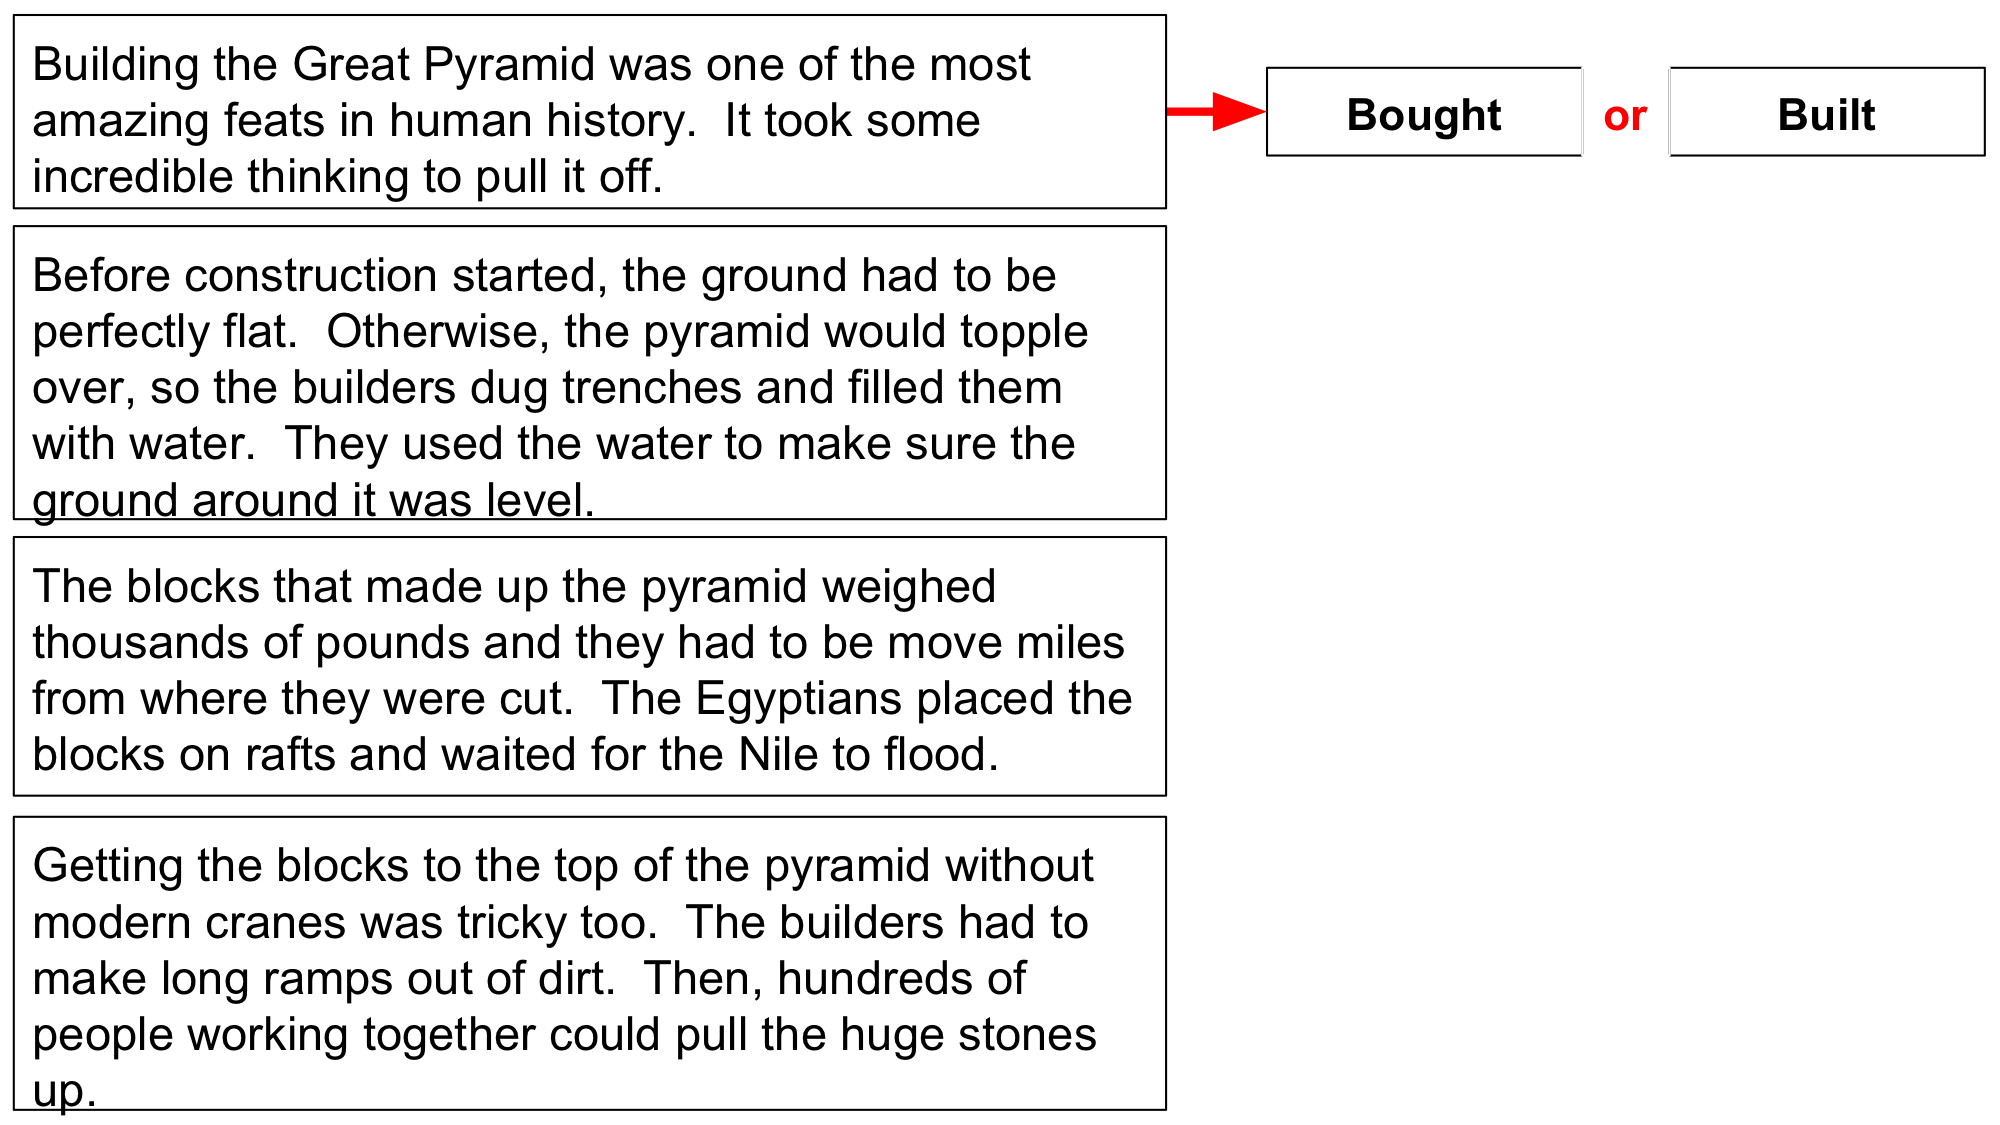 Building the Great Pyramid was one of the most
amazing feats in human history.  It took some
incredible thinking to pull it off.
Bought or Built
Before construction started, the ground had to be
perfectly flat.  Otherwise, the pyramid would topple
over, so the builders dug trenches and filled them
with water.  They used the water to make sure the
ground around it was level.
The blocks that made up the pyramid weighed
thousands of pounds and they had to be move miles
from where they were cut.  The Egyptians placed the
blocks on rafts and waited for the Nile to flood.
Getting the blocks to the top of the pyramid without
modern cranes was tricky too.  The builders had to
make long ramps out of dirt.  Then, hundreds of
people working together could pull the huge stones
up.